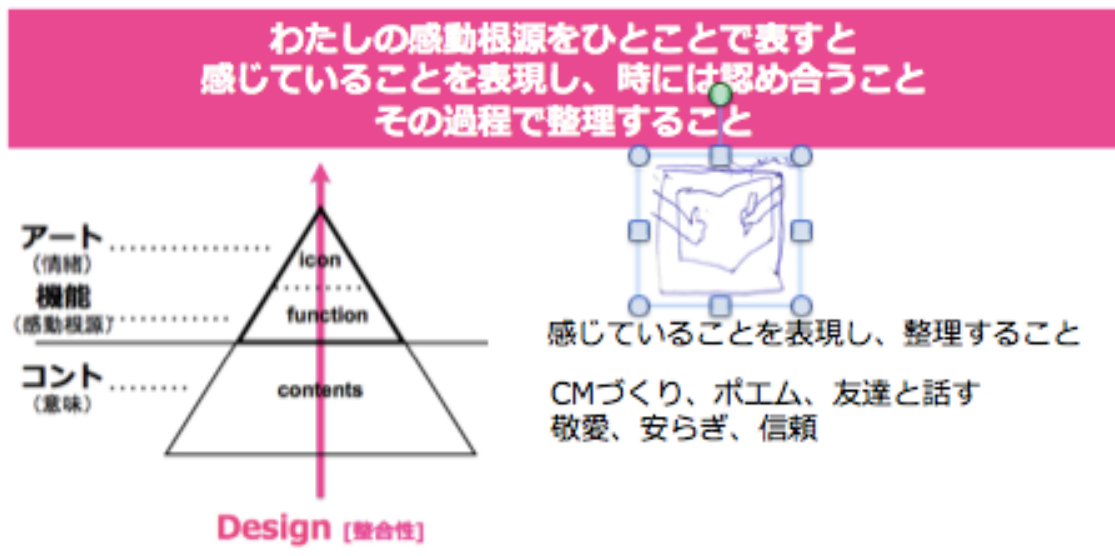 わたしの感動根源をひとことで表すと
感じていることを表現し、時には認め合うこと
その過程で整理すること
アート
（情緒）
icon
機能
（感動根源）
function
感じていることを表現し、整理すること
コント
（意味）
contents
CMづくり、ポエム、友達と話す
敬愛、安らぎ、信頼
Design [整合性]